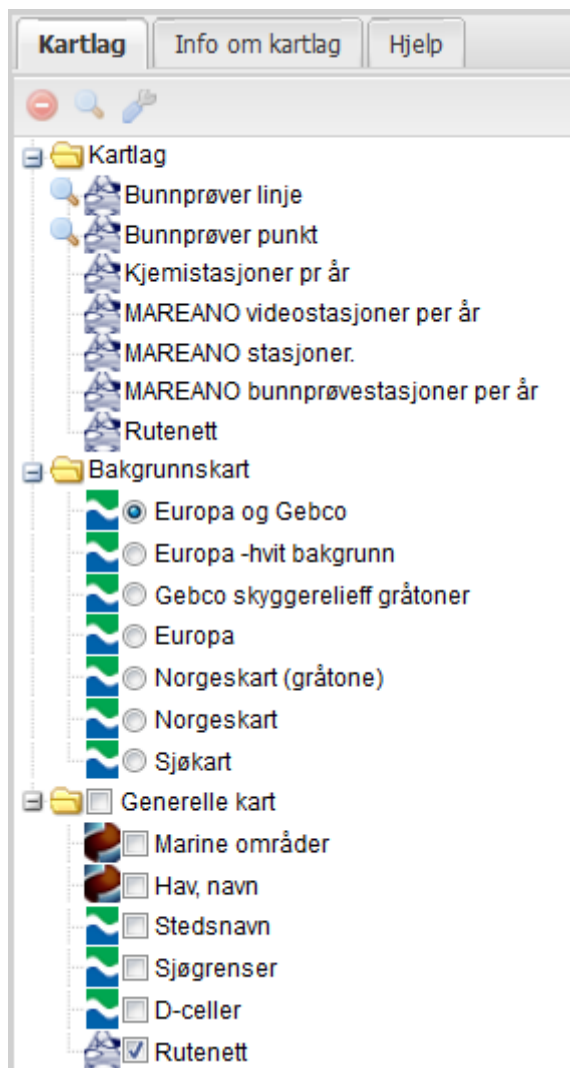 Kartlag Info om kartlag Hjelp
Kartlag
Bunnprøver linje
Bunnprøver punkt
Kjemistasjoner pr år
MAREANO videostasjoner per år
MAREANO stasjoner.
MAREANO bunnprøvestasjoner per år
Rutenett
Bakgrunnskart
Europa og Gebco
Europa -hvit bakgrunn
Gebco skyggerelieff gråtoner
Europa
Norgeskart (gråtone)
Norgeskart
Sjøkart
Generelle kart
Marine områder
Hav, navn
Stedsnavn
Sjøgrenser
D-celler
Rutenett